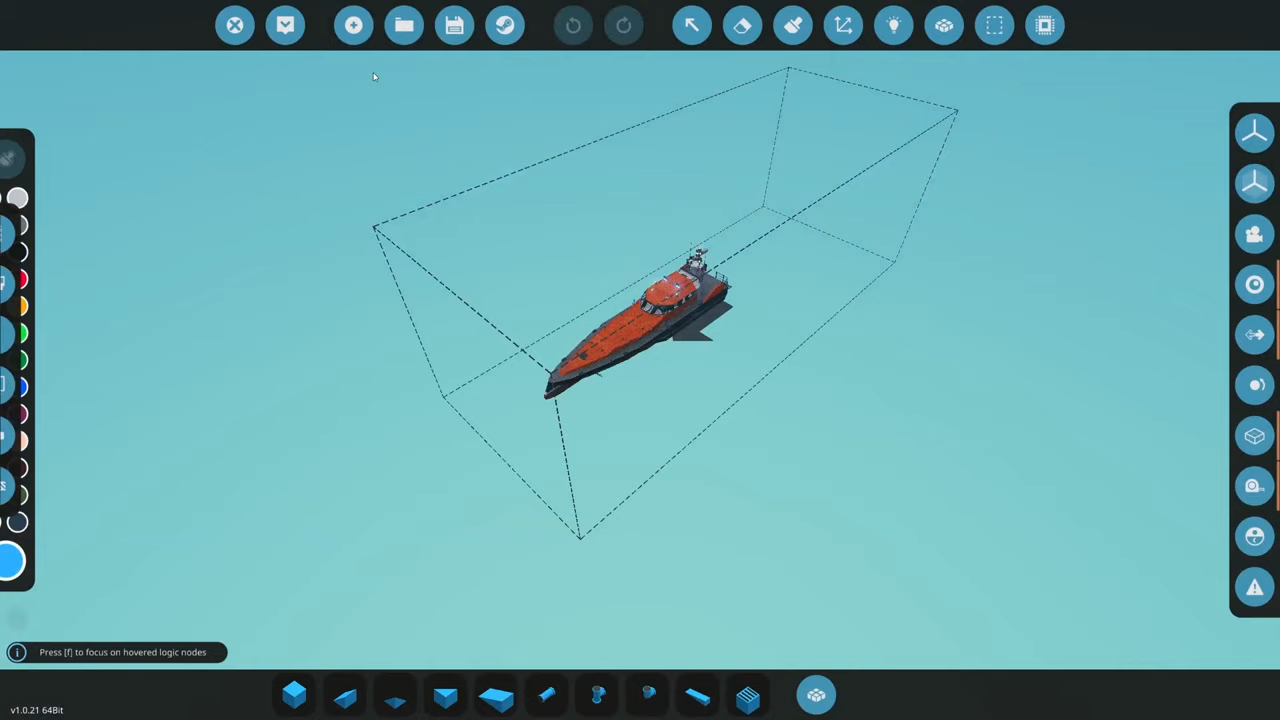 Press [f] to focus on hovered logic nodes
v1.0.21 64Bit